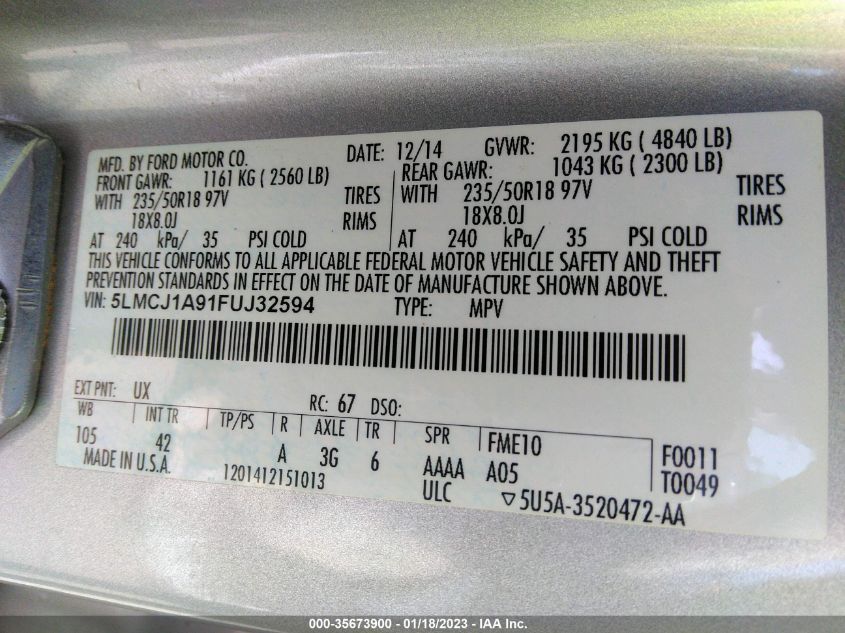 MFD. BY FORD MOTOR CO. DATE: 12/14 GVWR: 2195 KG ( 4840 LB)
FRONT GAWR: 1161 KG ( 2560 LB) REAR GAWR: 1043 KG ( 2300 LB)
WITH 235/50R18 97V TIRES WITH 235/50R18 97V TIRES
18X8.0J RIMS 18X8.0J RIMS
AT 240 kPa/ 35 PSI COLD AT 240 kPa/ 35 PSI COLD
THIS VEHICLE CONFORMS TO ALL APPLICABLE FEDERAL MOTOR VEHICLE SAFETY AND THEFT
PREVENTION STANDARDS IN EFFECT ON THE DATE OF MANUFACTURE SHOWN ABOVE.
VIN: 5LMCJ1A91FUJ32594 TYPE: MPV
EXT PNT: UX RC: 67 DSO:
WB INT TR TP/PS R AXLE TR SPR FME10
105 42 A 3G 6 AAAA A05 F0011
MADE IN U.S.A. 1201412151013 ULC T0049
▽5U5A-3520472-AA
000-35673900 - 01/18/2023 - IAA Inc.